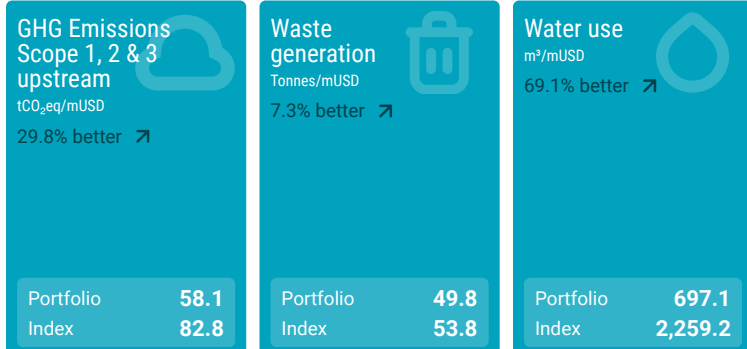 GHG Emissions
Scope 1, 2 & 3
upstream
tCO₂eq/mUSD
29.8% better
Portfolio 58.1
Index 82.8
Waste
generation
Tonnes/mUSD
7.3% better
Portfolio 49.8
Index 53.8
Water use
m³/mUSD
69.1% better
Portfolio 697.1
Index 2,259.2